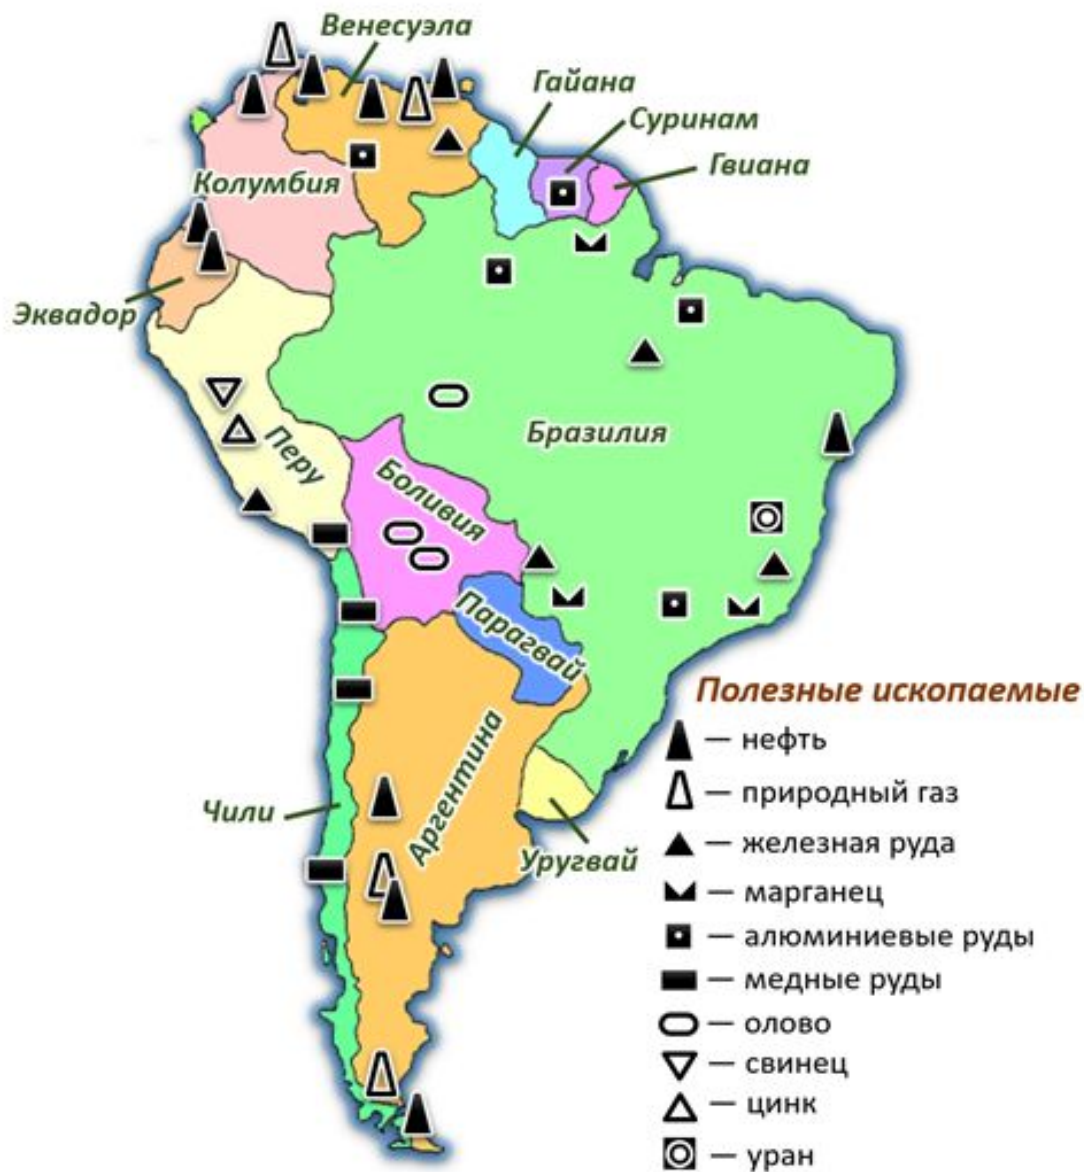 Венесуэла
Гайана
Суринам
Гвиана
Колумбия
Эквадор
Перу
Бразилия
Боливия
Парагвай
Аргентина
Чили
Уругвай
Полезные ископаемые
— нефть
— природный газ
— железная руда
— марганец
— алюминиевые руды
— медные руды
— олово
— свинец
— цинк
— уран